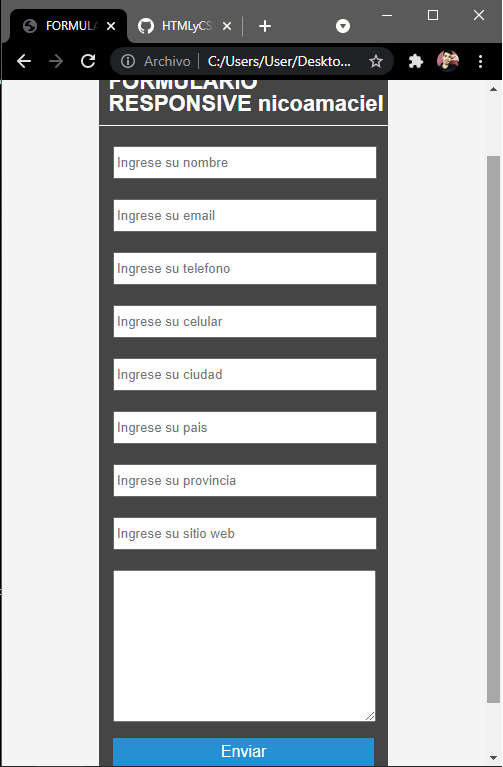 FORMULA
HTMLyCS
Archivo
C:/Users/User/Deskto...
FORMULARIO
RESPONSIVE nicoamaciel
Ingrese su nombre
Ingrese su email
Ingrese su telefono
Ingrese su celular
Ingrese su ciudad
Ingrese su pais
Ingrese su provincia
Ingrese su sitio web
Enviar